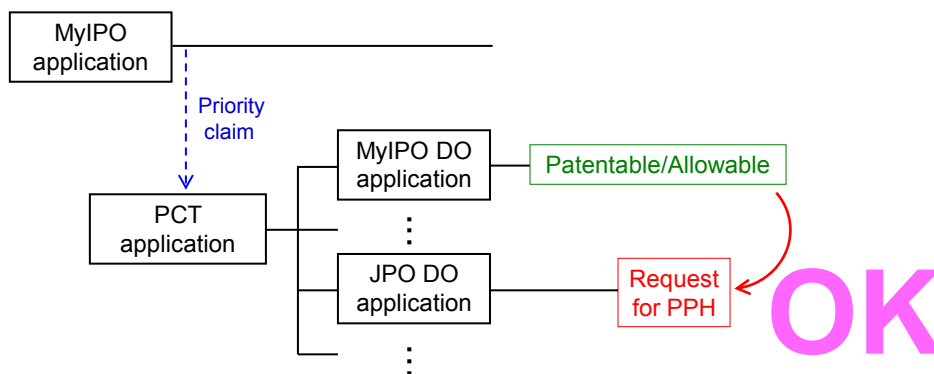 MyIPO
application
Priority
claim
MyIPO DO
application
Patentable/Allowable
PCT
application
JPO DO
application
Request
for PPH
OK